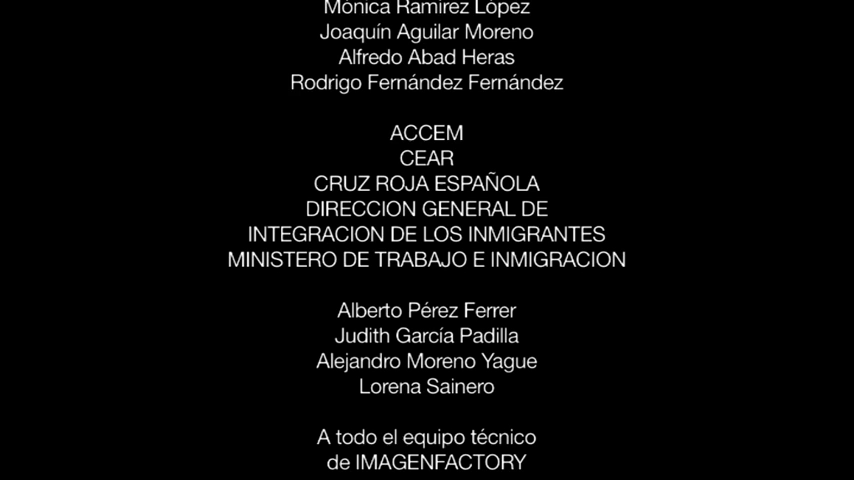 Mónica Ramírez López
Joaquín Aguilar Moreno
Alfredo Abad Heras
Rodrigo Fernández Fernández
ACCEM
CEAR
CRUZ ROJA ESPAÑOLA
DIRECCION GENERAL DE
INTEGRACION DE LOS INMIGRANTES
MINISTERO DE TRABAJO E INMIGRACION
Alberto Pérez Ferrer
Judith García Padilla
Alejandro Moreno Yague
Lorena Sainero
A todo el equipo técnico
de IMAGENFACTORY